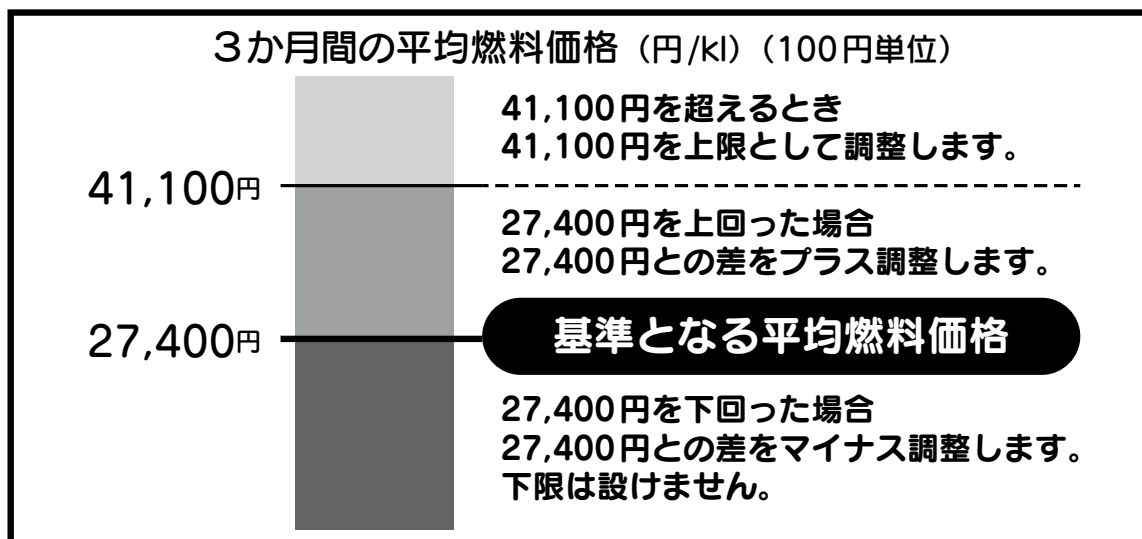 3か月間の平均燃料価格（円/kl）（100円単位）
41,100円を超えるとき
41,100円を上限として調整します。
41,100円
27,400円を上回った場合
27,400円との差をプラス調整します。
27,400円
基準となる平均燃料価格
27,400円を下回った場合
27,400円との差をマイナス調整します。
下限は設けません。